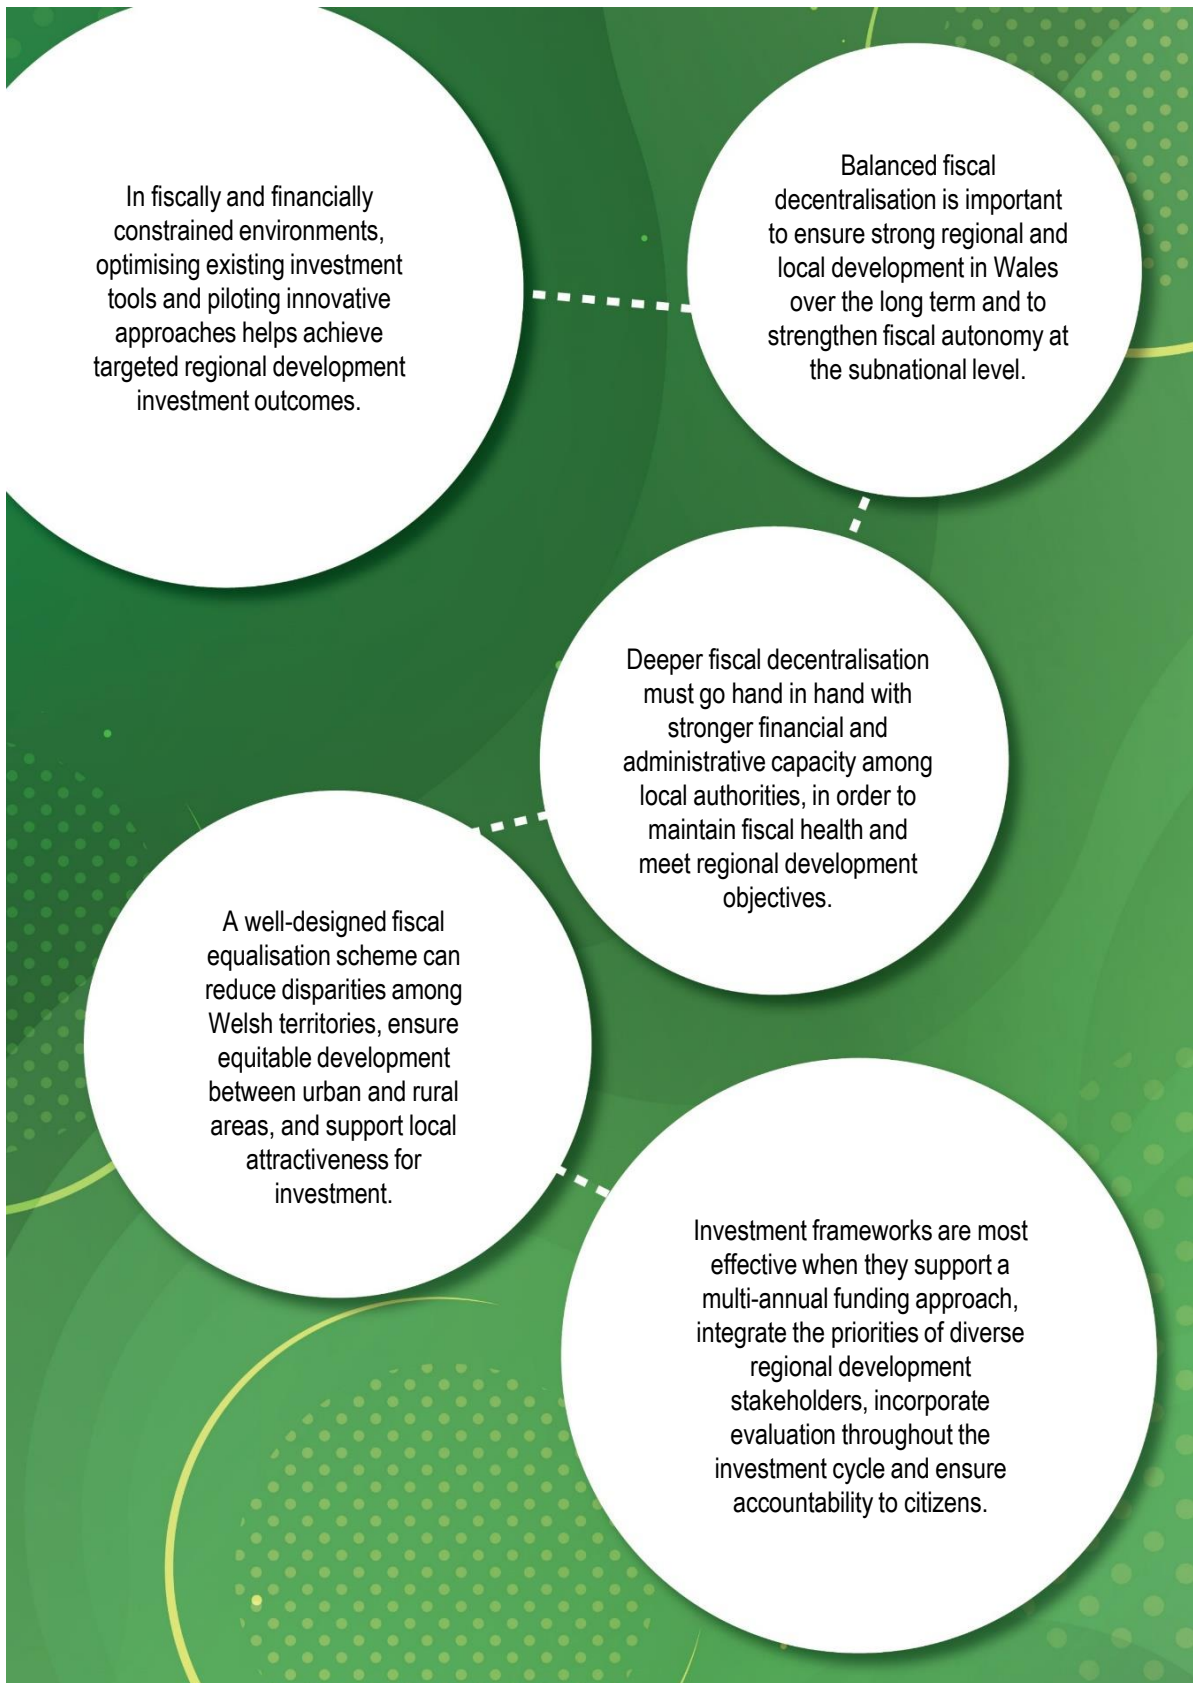 In fiscally and financially
constrained environments,
optimising existing investment
tools and piloting innovative
approaches helps achieve
targeted regional development
investment outcomes.
Balanced fiscal
decentralisation is important
to ensure strong regional and
local development in Wales
over the long term and to
strengthen fiscal autonomy at
the subnational level.
Deeper fiscal decentralisation
must go hand in hand with
stronger financial and
administrative capacity among
local authorities, in order to
maintain fiscal health and
meet regional development
objectives.
A well-designed fiscal
equalisation scheme can
reduce disparities among
Welsh territories, ensure
equitable development
between urban and rural
areas, and support local
attractiveness for
investment.
Investment frameworks are most
effective when they support a
multi-annual funding approach,
integrate the priorities of diverse
regional development
stakeholders, incorporate
evaluation throughout the
investment cycle and ensure
accountability to citizens.